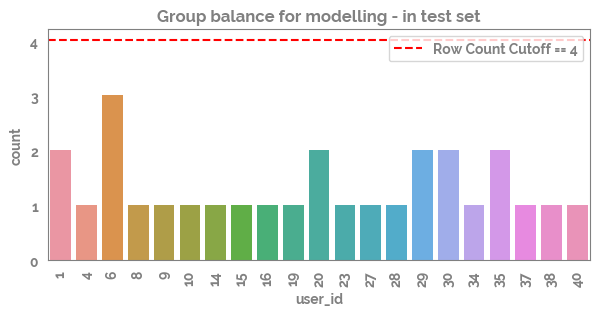 Group balance for modelling - in test set
Row Count Cutoff == 4
4
3
2
1
0
count
1 4 6 8 9 10 14 15 16 19 20 23 27 28 29 30 34 35 37 38 40
user_id